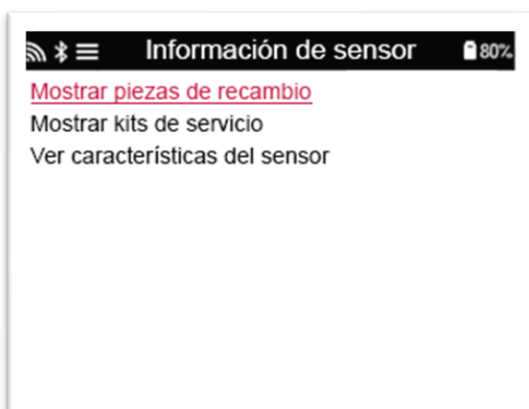 Información de sensor 80%
Mostrar piezas de recambio
Mostrar kits de servicio
Ver características del sensor